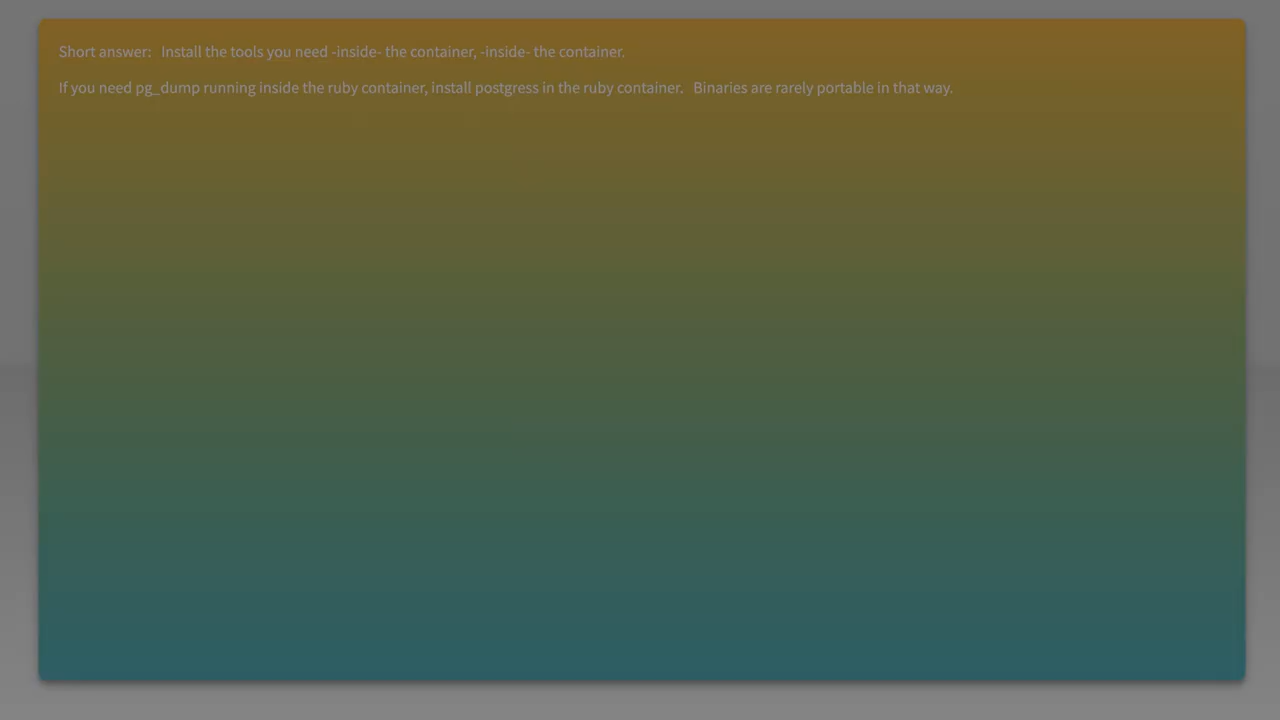 Short answer:   Install the tools you need -inside- the container, -inside- the container.
If you need pg_dump running inside the ruby container, install postgress in the ruby container.   Binaries are rarely portable in that way.